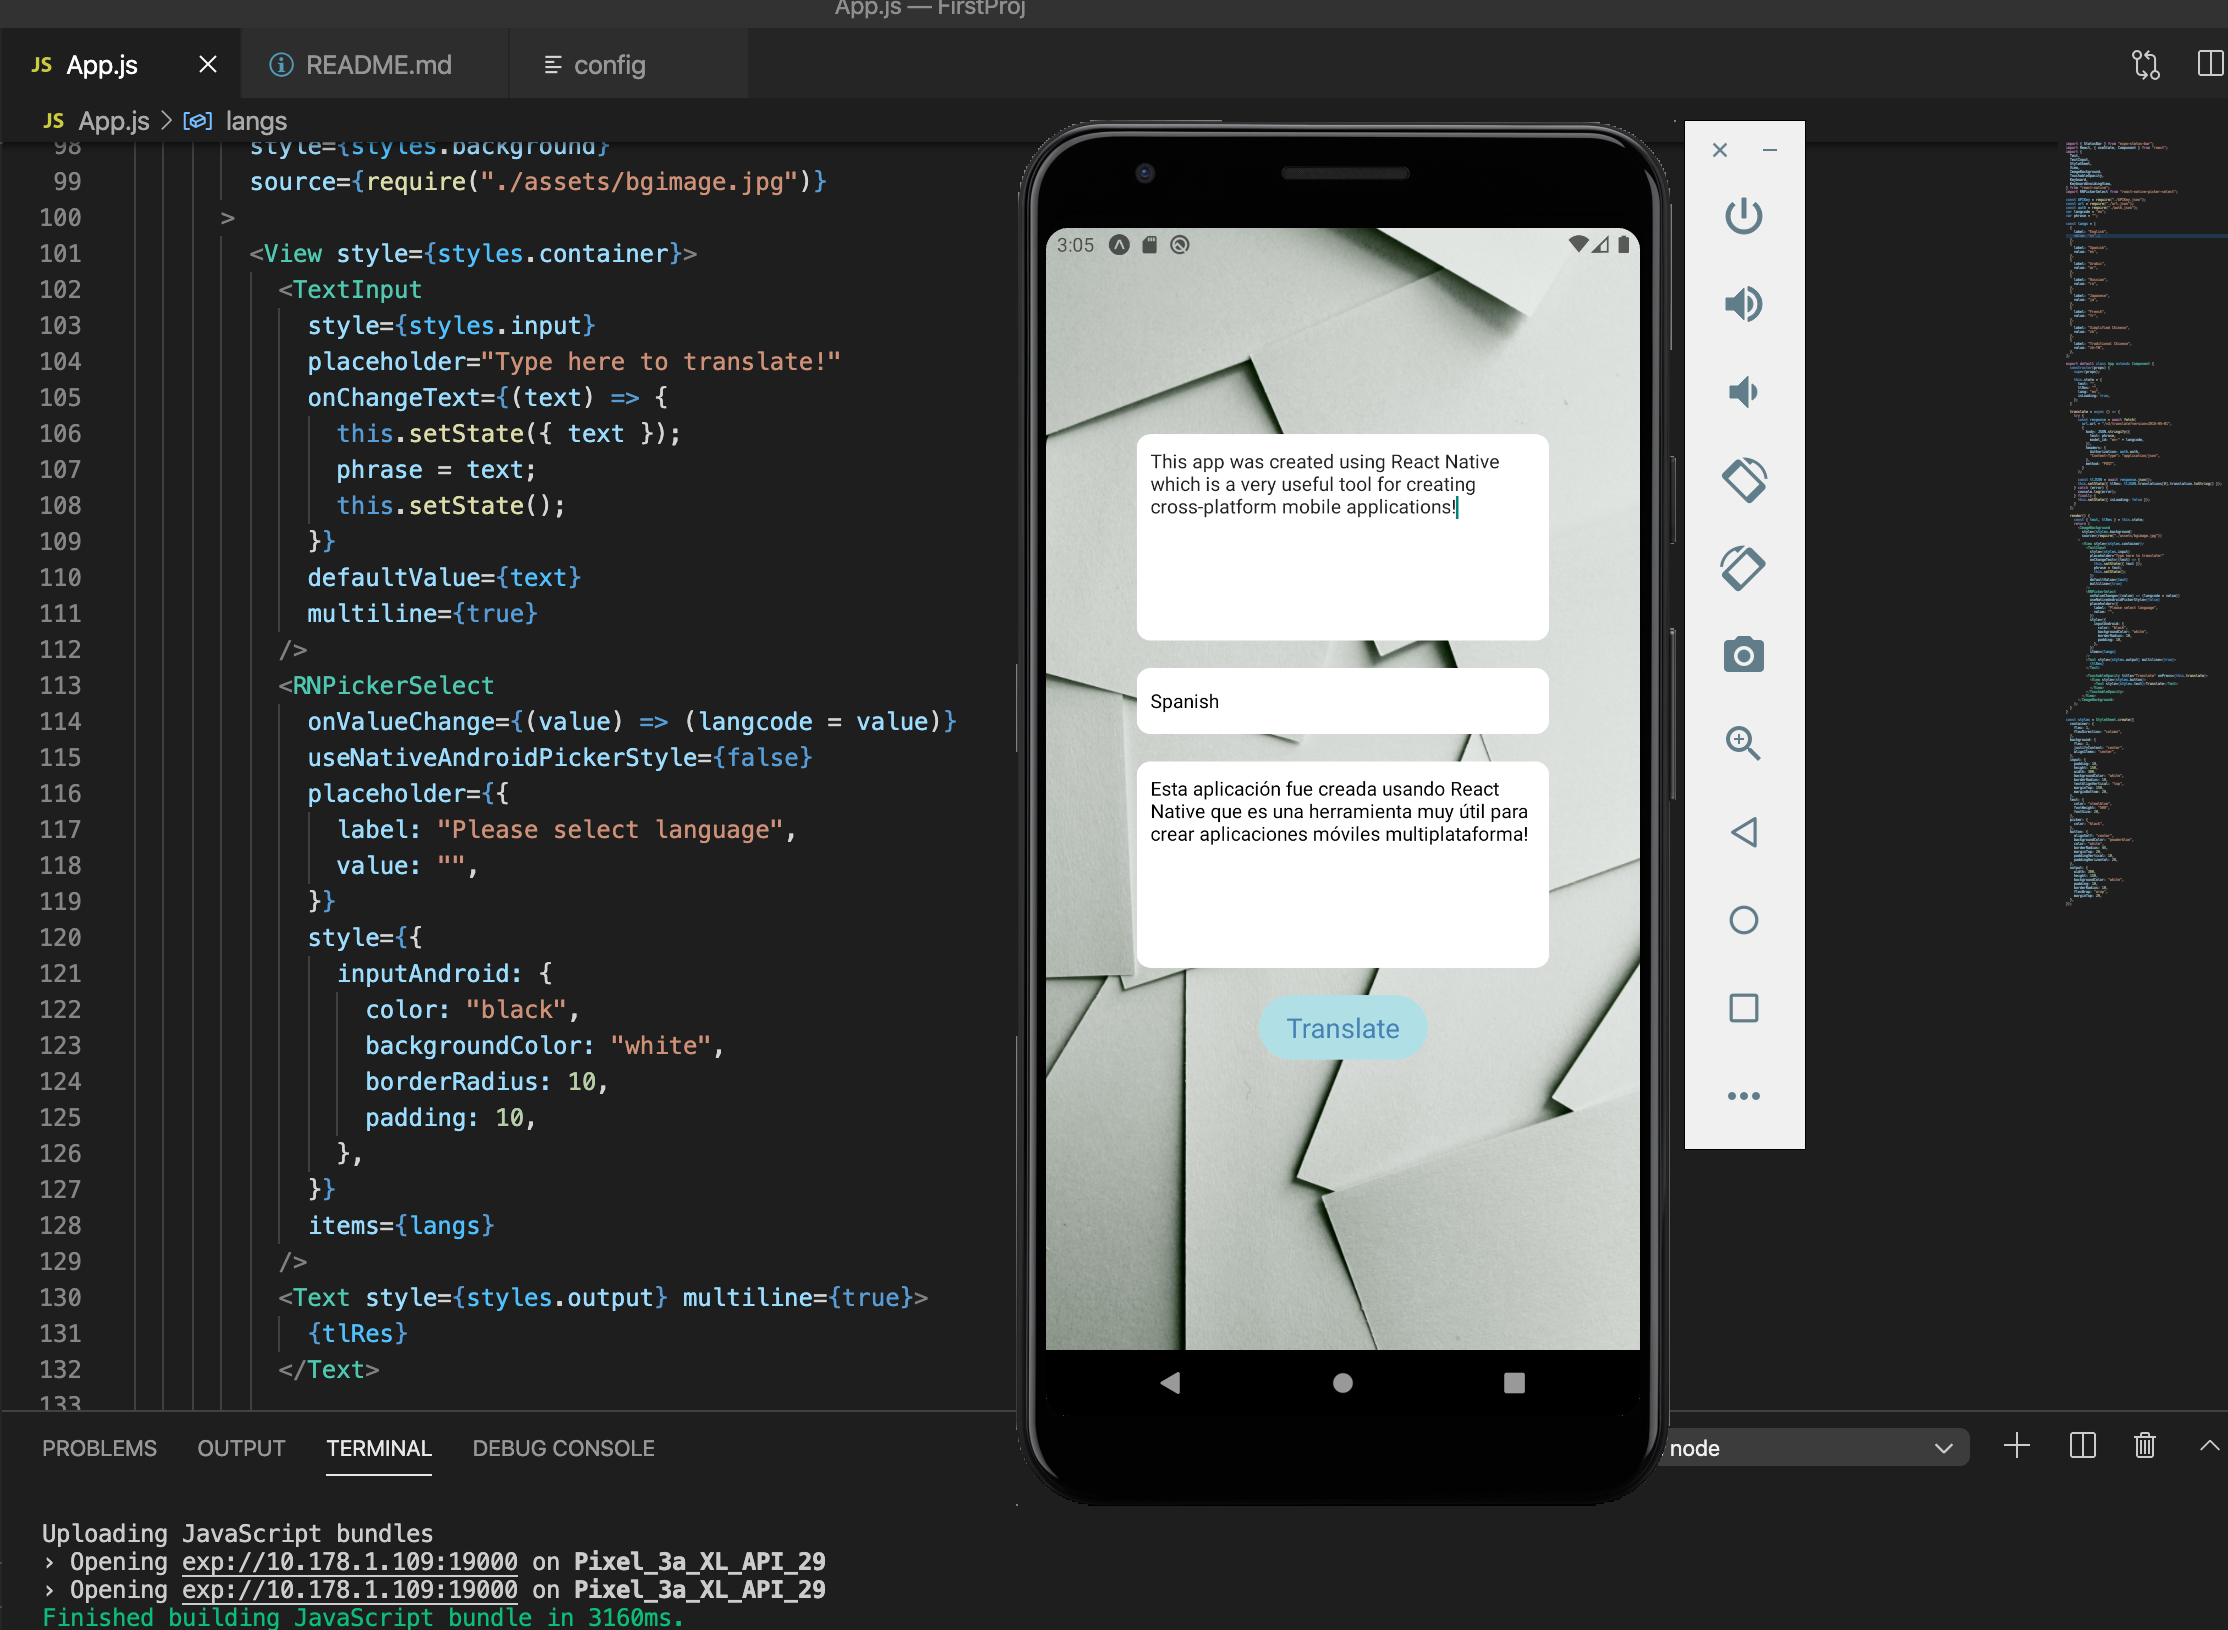 App.js — FirstProj
JS App.js
README.md
config
JS App.js > langs
98 style={styles.background}
99 source={require("./assets/bgimage.jpg")}
100 >
101 <View style={styles.container}>
102 <TextInput
103 style={styles.input}
104 placeholder="Type here to translate!"
105 onChangeText={(text) => {
106 this.setState({ text });
107 phrase = text;
108 this.setState();
109 }}
110 defaultValue={text}
111 multiline={true}
112 />
113 <RNPickerSelect
114 onValueChange={(value) => (langcode = value)}
115 useNativeAndroidPickerStyle={false}
116 placeholder={{
117 label: "Please select language",
118 value: "",
119 }}
120 style={{
121 inputAndroid: {
122 color: "black",
123 backgroundColor: "white",
124 borderRadius: 10,
125 padding: 10,
126 },
127 }}
128 items={langs}
129 />
130 <Text style={styles.output} multiline={true}>
131 {tlRes}
132 </Text>
133
3:05
This app was created using React Native
which is a very useful tool for creating
cross-platform mobile applications!
Spanish
Esta aplicación fue creada usando React
Native que es una herramienta muy útil para
crear aplicaciones móviles multiplataforma!
Translate
PROBLEMS OUTPUT TERMINAL DEBUG CONSOLE
node
Uploading JavaScript bundles
› Opening exp://10.178.1.109:19000 on Pixel_3a_XL_API_29
› Opening exp://10.178.1.109:19000 on Pixel_3a_XL_API_29
Finished building JavaScript bundle in 3160ms.